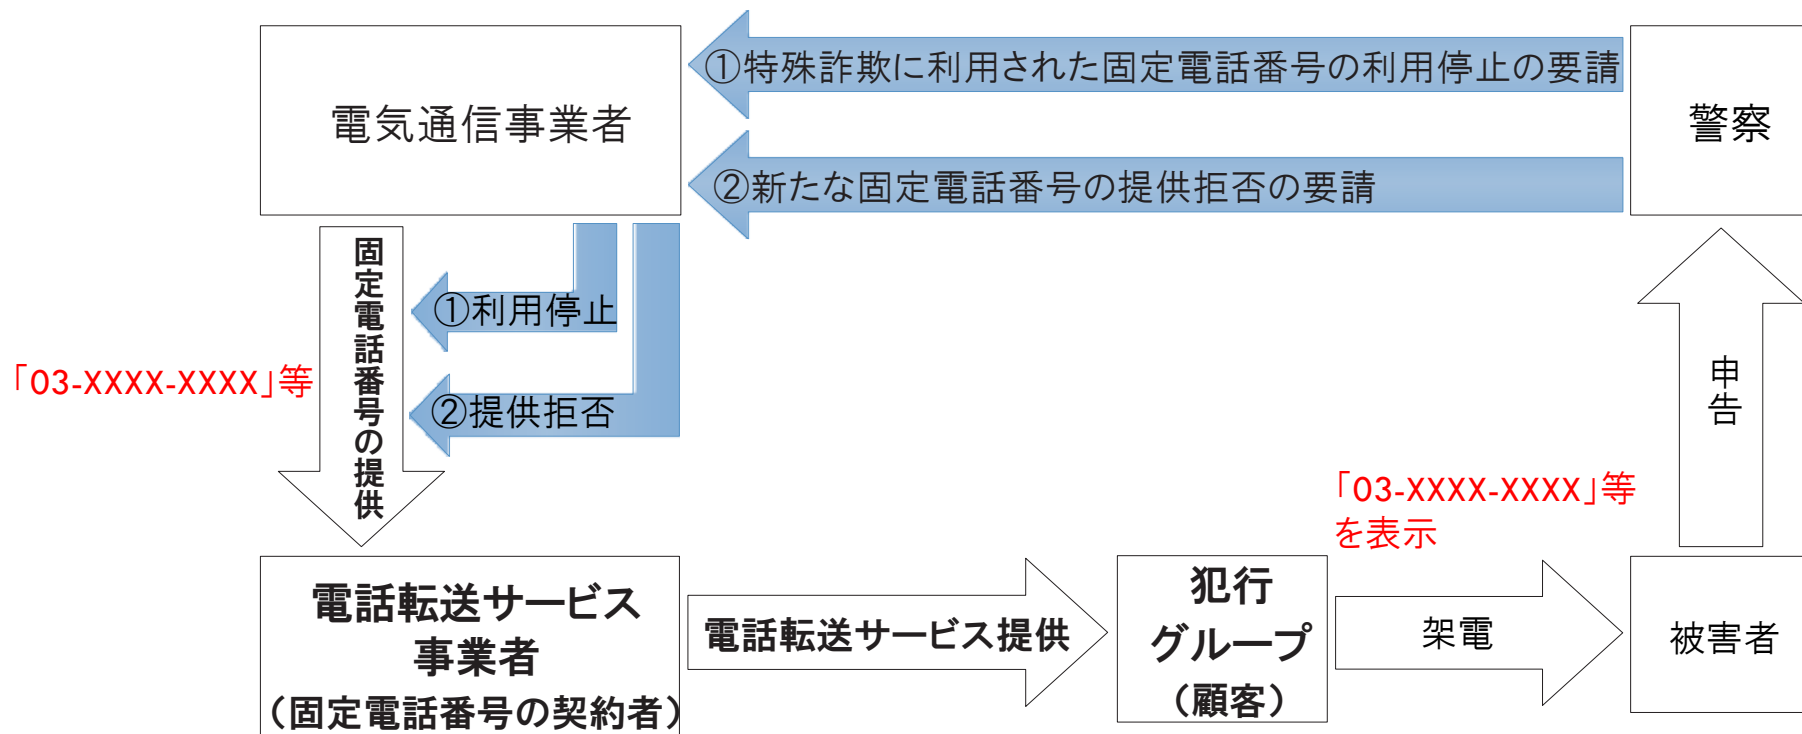 ①特殊詐欺に利用された固定電話番号の利用停止の要請
電気通信事業者
警察
②新たな固定電話番号の提供拒否の要請
固定電話番号の提供
①利用停止
「03-XXXX-XXXX」等
②提供拒否
申告
「03-XXXX-XXXX」等
を表示
電話転送サービス
事業者
（固定電話番号の契約者）
電話転送サービス提供
犯行
グループ
（顧客）
架電
被害者